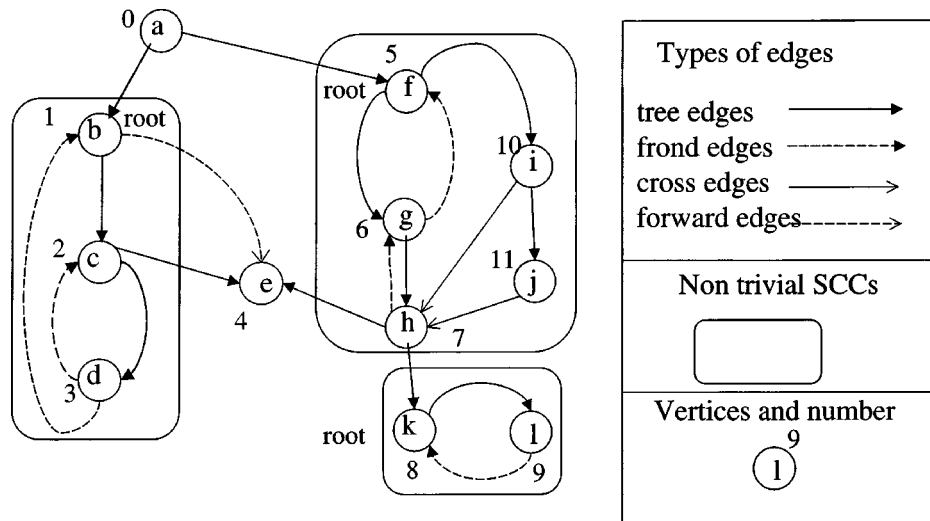 0 a
5
f
root
1 b root
10 i
6 g
2 c
11 j
e
4
h 7
3 d
root k l
8 9
Types of edges
tree edges
frond edges
cross edges
forward edges
Non trivial SCCs
Vertices and number
9
l